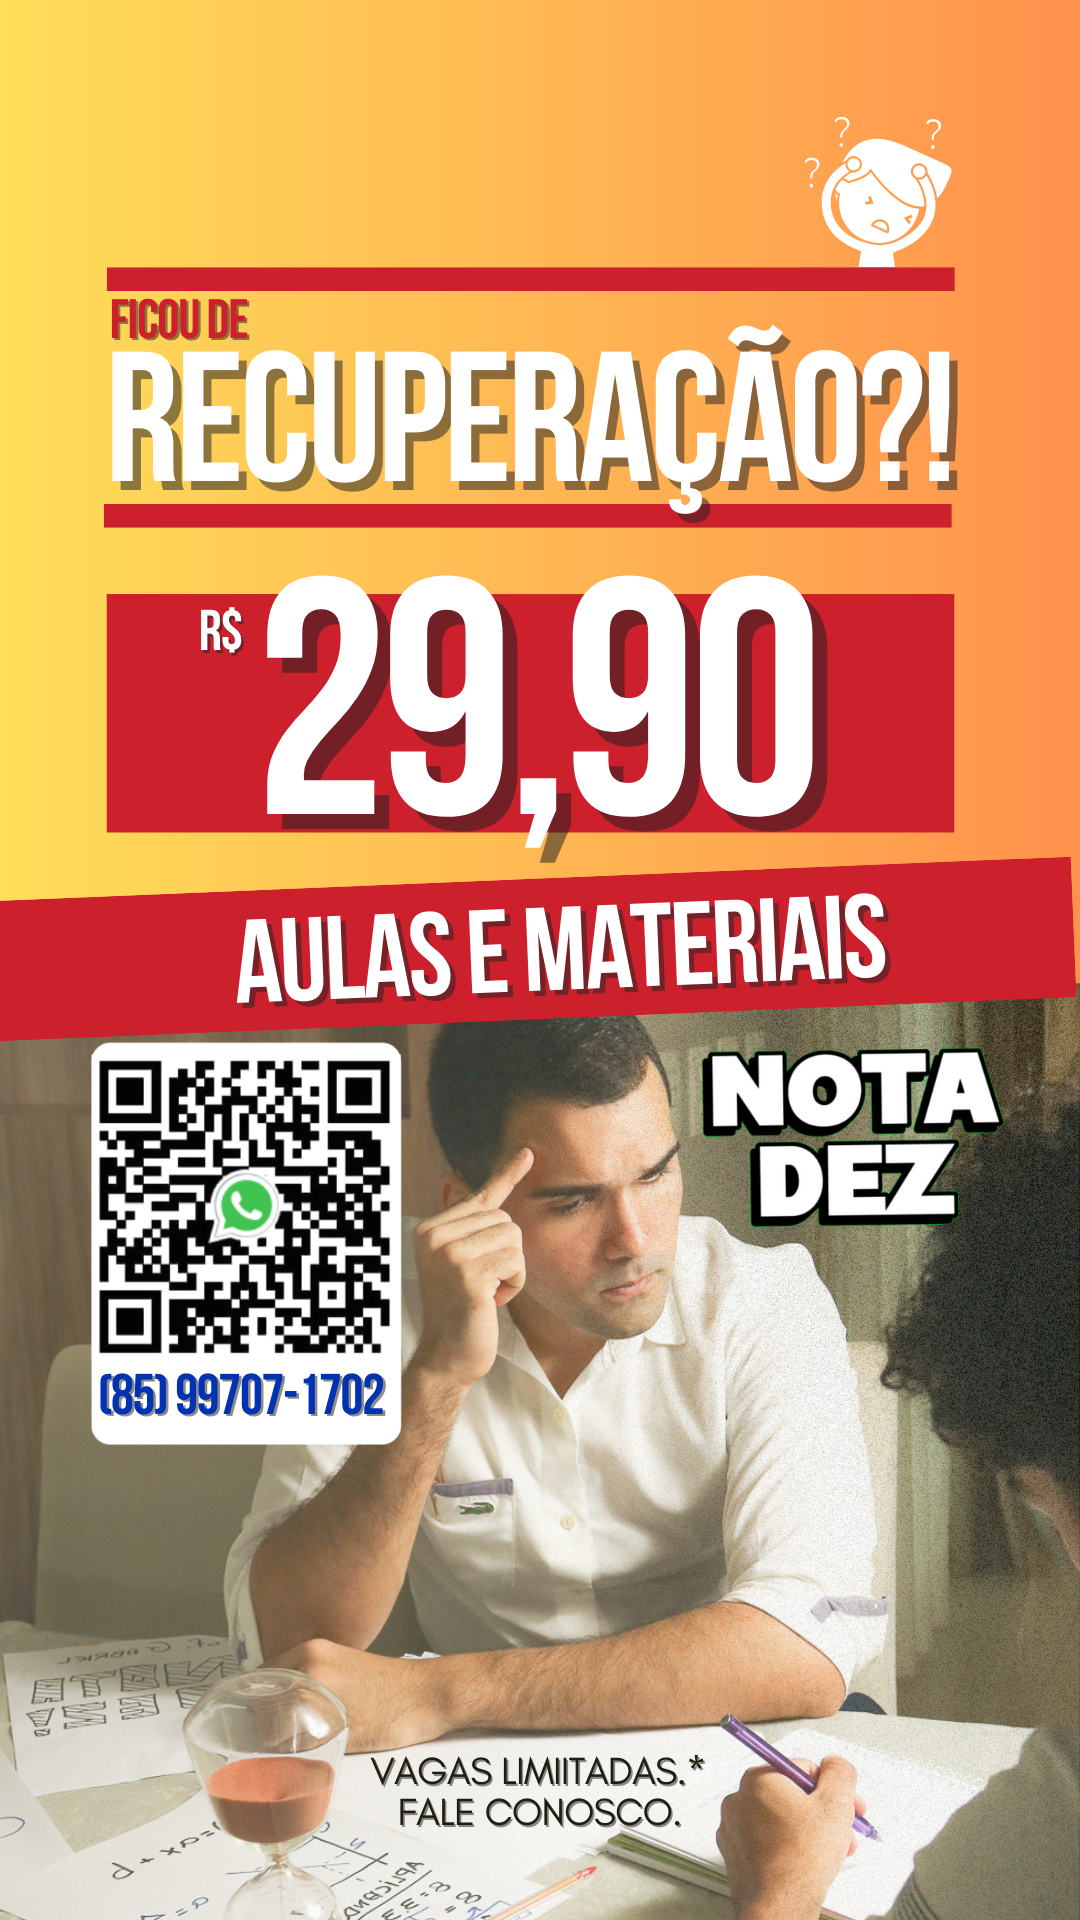 ? ? ?
FICOU DE
RECUPERAÇÃO?!
R$ 29,90
AULAS E MATERIAIS
NOTA
DEZ
(85) 99707-1702
VAGAS LIMIITADAS.*
FALE CONOSCO.